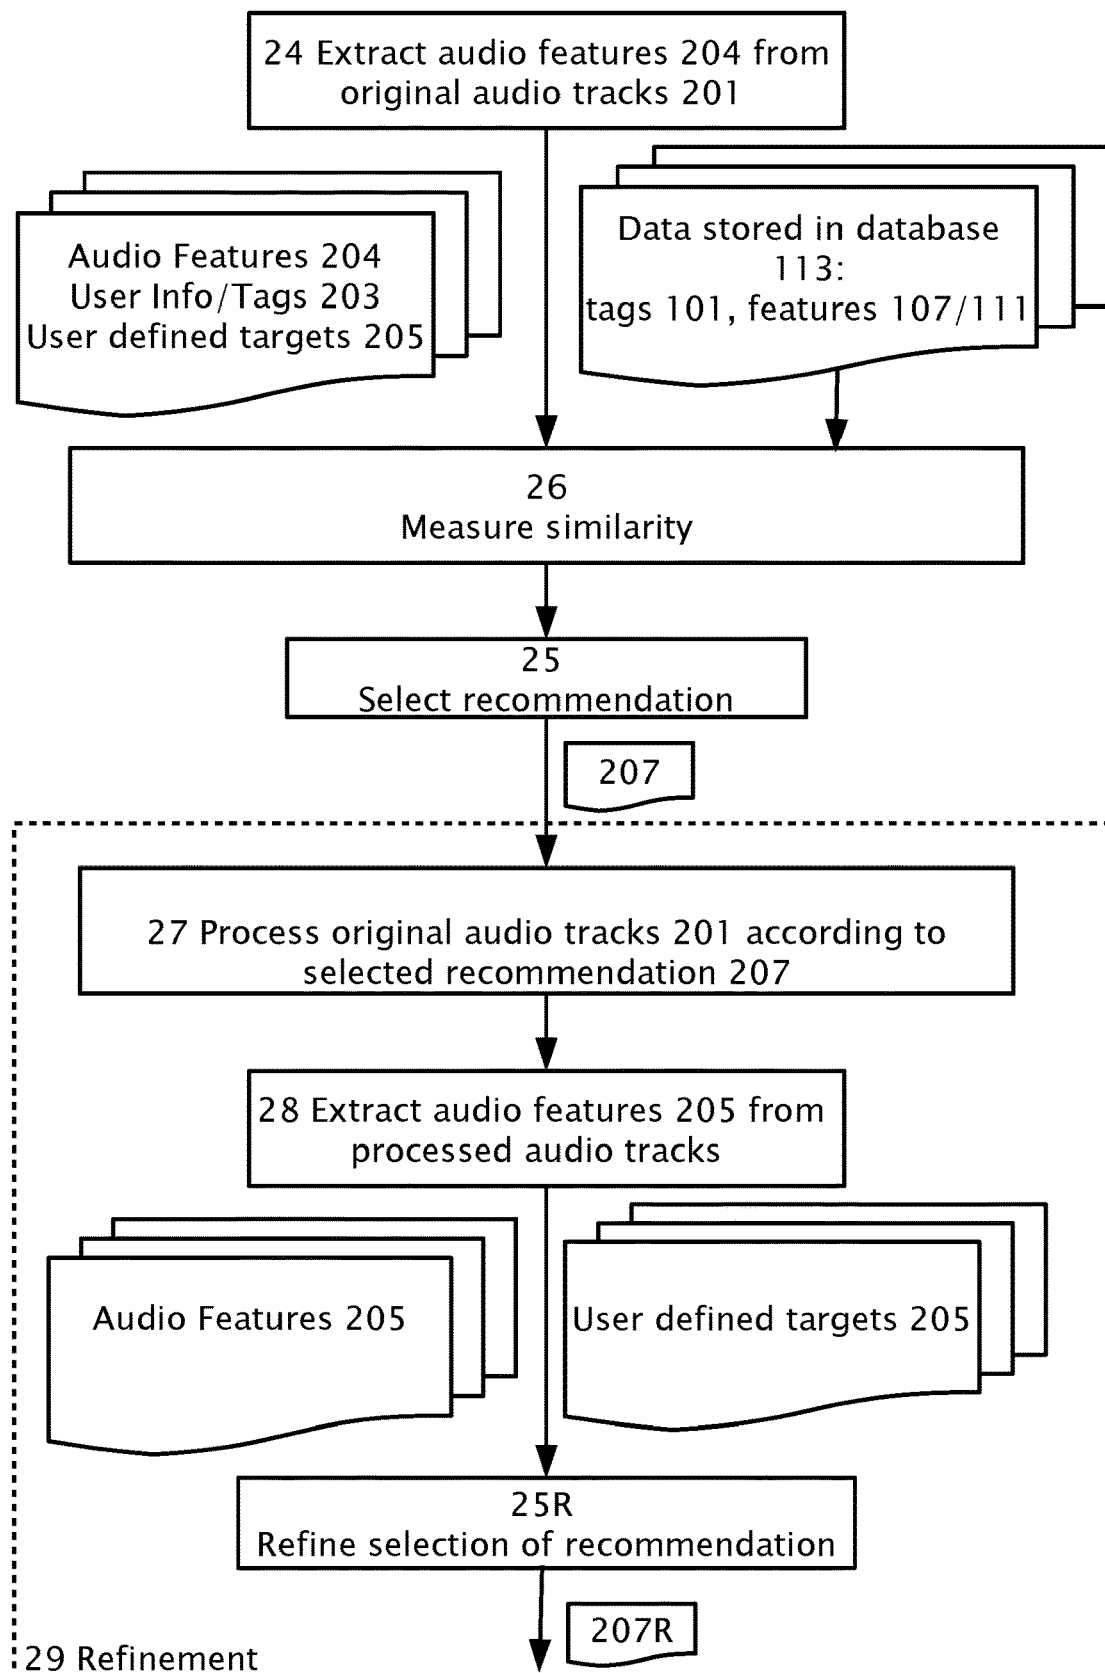 24 Extract audio features 204 from
original audio tracks 201
Audio Features 204
User Info/Tags 203
User defined targets 205
Data stored in database
113:
tags 101, features 107/111
26
Measure similarity
25
Select recommendation
207
27 Process original audio tracks 201 according to
selected recommendation 207
28 Extract audio features 205 from
processed audio tracks
Audio Features 205
User defined targets 205
25R
Refine selection of recommendation
207R
29 Refinement